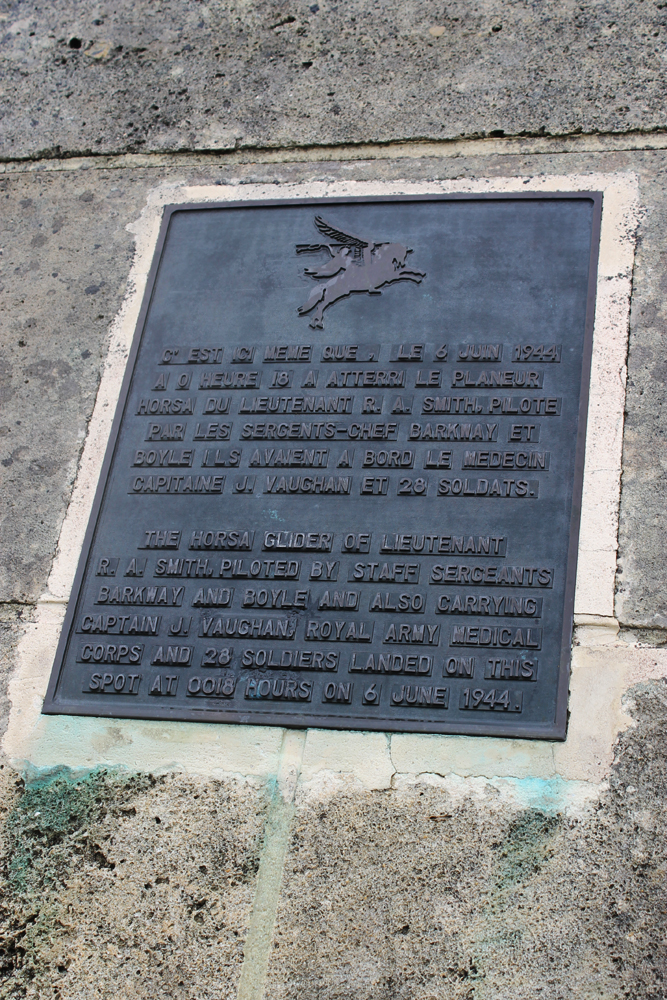 C'EST ICI MEME QUE, LE 6 JUIN 1944
A 0 HEURE 18 A ATTERRI LE PLANEUR
HORSA DU LIEUTENANT R. A. SMITH, PILOTE
PAR LES SERGENTS-CHEF BARKWAY ET
BOYLE ILS AVAIENT A BORD LE MEDECIN
CAPITAINE J. VAUGHAN ET 28 SOLDATS.
THE HORSA GLIDER OF LIEUTENANT
R. A. SMITH, PILOTED BY STAFF SERGEANTS
BARKWAY AND BOYLE AND ALSO CARRYING
CAPTAIN J. VAUGHAN, ROYAL ARMY MEDICAL
CORPS AND 28 SOLDIERS LANDED ON THIS
SPOT AT 0018 HOURS ON 6 JUNE 1944.